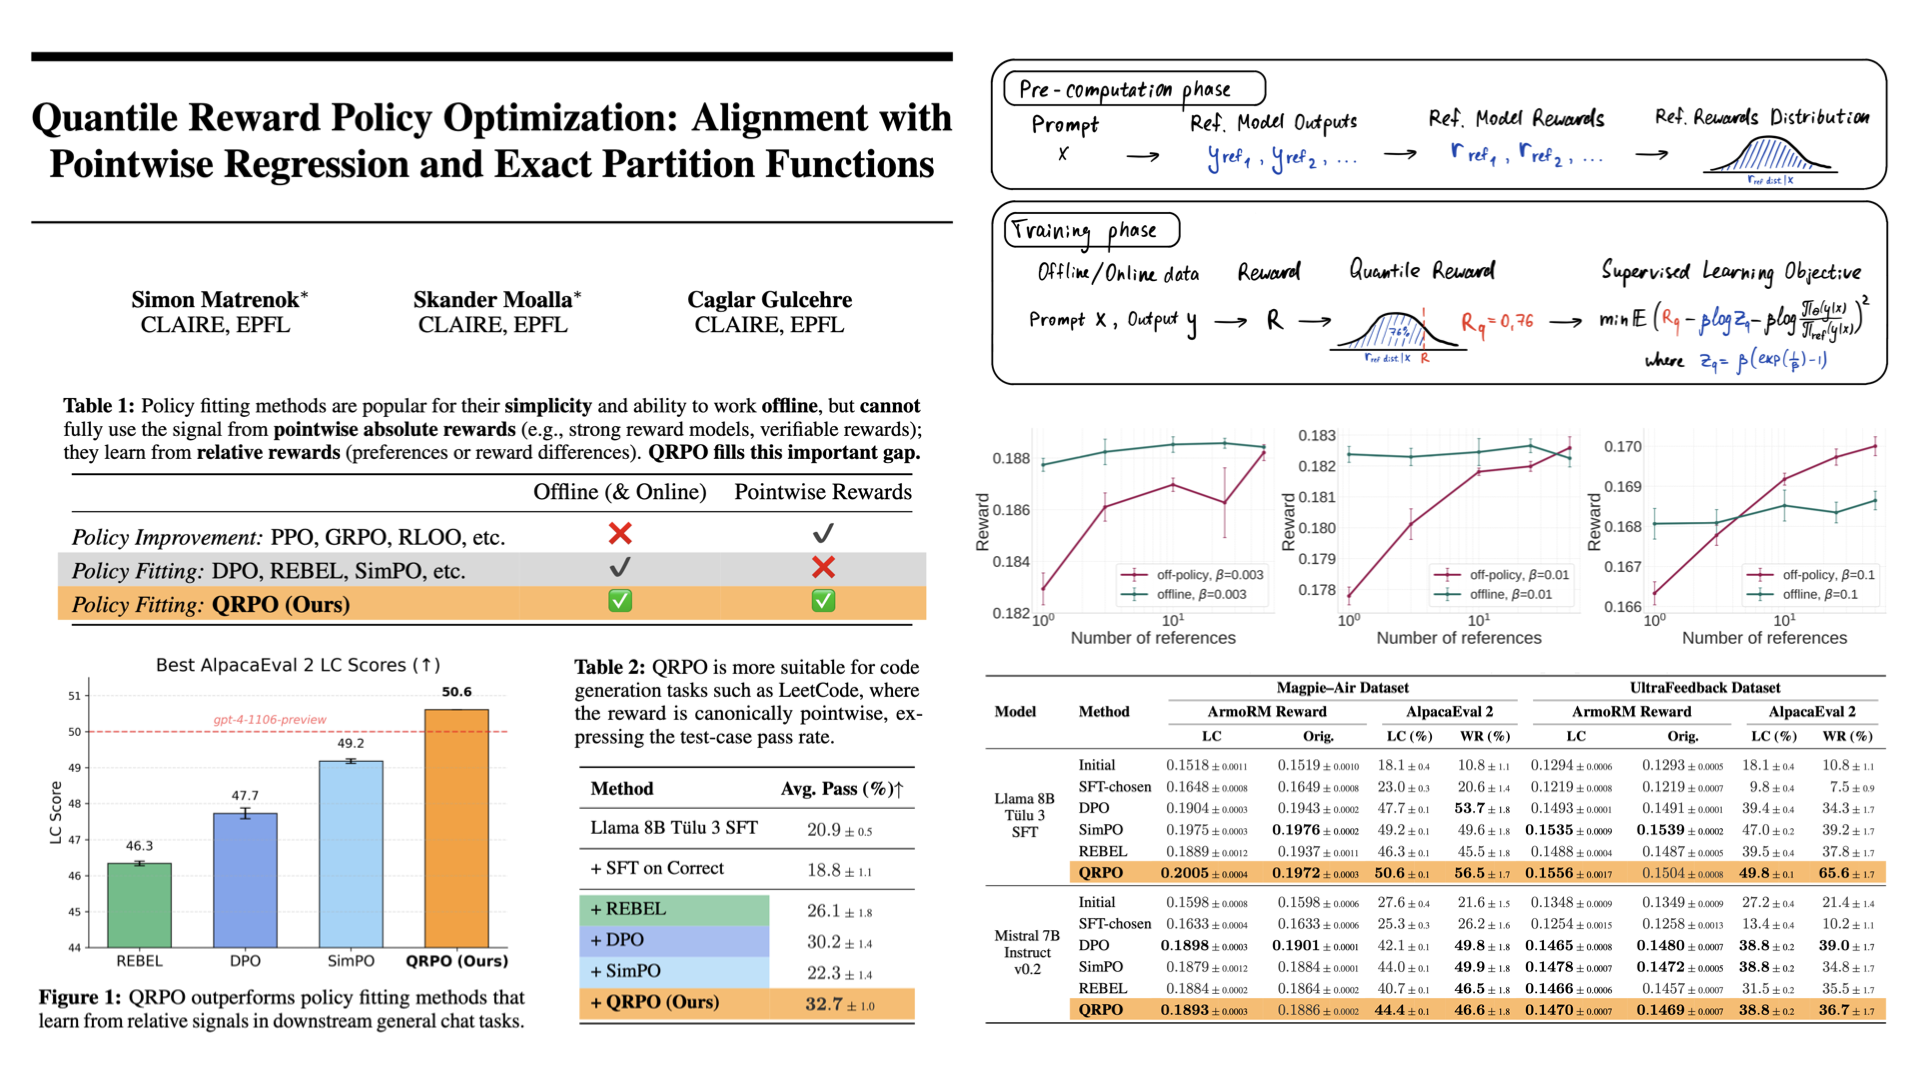 Quantile Reward Policy Optimization: Alignment with
Pointwise Regression and Exact Partition Functions
Simon Matrenok* Skander Moalla* Caglar Gulcehre
CLAIRE, EPFL CLAIRE, EPFL CLAIRE, EPFL
Table 1: Policy fitting methods are popular for their simplicity and ability to work offline, but cannot
fully use the signal from pointwise absolute rewards (e.g., strong reward models, verifiable rewards);
they learn from relative rewards (preferences or reward differences). QRPO fills this important gap.
Offline (& Online) Pointwise Rewards
Policy Improvement: PPO, GRPO, RLOO, etc. ❌ ✔
Policy Fitting: DPO, REBEL, SimPO, etc. ✔ ❌
Policy Fitting: QRPO (Ours) ✅ ✅
Best AlpacaEval 2 LC Scores (↑)
LC Score
51
50
49
48
47
46
45
44
gpt-4-1106-preview
46.3
47.7
49.2
50.6
REBEL DPO SimPO QRPO (Ours)
Figure 1: QRPO outperforms policy fitting methods that
learn from relative signals in downstream general chat tasks.
Table 2: QRPO is more suitable for code
generation tasks such as LeetCode, where
the reward is canonically pointwise, ex-
pressing the test-case pass rate.
Method Avg. Pass (%)↑
Llama 8B Tülu 3 SFT 20.9 ± 0.5
+ SFT on Correct 18.8 ± 1.1
+ REBEL 26.1 ± 1.8
+ DPO 30.2 ± 1.4
+ SimPO 22.3 ± 1.4
+ QRPO (Ours) 32.7 ± 1.0
Pre-computation phase
Prompt Ref. Model Outputs Ref. Model Rewards Ref. Rewards Distribution
x → y ref₁, y ref₂, ... → r ref₁, r ref₂, ... →
r ref dist.|x
Training phase
Offline/Online data Reward Quantile Reward Supervised Learning Objective
Prompt x, Output y → R → 76% R_q = 0,76 → min E (R_q - β log Z_q - β log π_θ(y|x)/π_ref(y|x))²
r ref dist.|x R
where Z_q = β(exp(1/β)-1)
Reward
0.188
0.186
0.184
0.182
off-policy, β=0.003
offline, β=0.003
10⁰ 10¹
Number of references
Reward
0.183
0.182
0.181
0.180
0.179
0.178
off-policy, β=0.01
offline, β=0.01
10⁰ 10¹
Number of references
Reward
0.170
0.169
0.168
0.167
0.166
off-policy, β=0.1
offline, β=0.1
10⁰ 10¹
Number of references
Magpie–Air Dataset UltraFeedback Dataset
Model Method ArmoRM Reward AlpacaEval 2 ArmoRM Reward AlpacaEval 2
LC Orig. LC (%) WR (%) LC Orig. LC (%) WR (%)
Llama 8B
Tülu 3
SFT
Initial 0.1518 ± 0.0011 0.1519 ± 0.0010 18.1 ± 0.4 10.8 ± 1.1 0.1294 ± 0.0006 0.1293 ± 0.0005 18.1 ± 0.4 10.8 ± 1.1
SFT-chosen 0.1648 ± 0.0008 0.1649 ± 0.0008 23.0 ± 0.3 20.6 ± 1.4 0.1219 ± 0.0008 0.1219 ± 0.0007 9.8 ± 0.4 7.5 ± 0.9
DPO 0.1904 ± 0.0003 0.1943 ± 0.0002 47.7 ± 0.1 53.7 ± 1.8 0.1493 ± 0.0001 0.1491 ± 0.0001 39.4 ± 0.4 34.3 ± 1.7
SimPO 0.1975 ± 0.0003 0.1976 ± 0.0002 49.2 ± 0.1 49.6 ± 1.8 0.1535 ± 0.0009 0.1539 ± 0.0002 47.0 ± 0.2 39.2 ± 1.7
REBEL 0.1889 ± 0.0012 0.1937 ± 0.0011 46.3 ± 0.1 45.5 ± 1.8 0.1488 ± 0.0004 0.1487 ± 0.0005 39.5 ± 0.4 37.8 ± 1.7
QRPO 0.2005 ± 0.0004 0.1972 ± 0.0003 50.6 ± 0.1 56.5 ± 1.7 0.1556 ± 0.0017 0.1504 ± 0.0008 49.8 ± 0.1 65.6 ± 1.7
Mistral 7B
Instruct
v0.2
Initial 0.1598 ± 0.0008 0.1598 ± 0.0006 27.6 ± 0.4 21.6 ± 1.5 0.1348 ± 0.0009 0.1349 ± 0.0009 27.2 ± 0.4 21.4 ± 1.4
SFT-chosen 0.1633 ± 0.0004 0.1633 ± 0.0006 25.3 ± 0.3 26.2 ± 1.6 0.1254 ± 0.0015 0.1258 ± 0.0013 13.4 ± 0.4 10.2 ± 1.1
DPO 0.1898 ± 0.0003 0.1901 ± 0.0001 42.1 ± 0.1 49.8 ± 1.8 0.1465 ± 0.0008 0.1480 ± 0.0007 38.8 ± 0.2 39.0 ± 1.7
SimPO 0.1879 ± 0.0012 0.1884 ± 0.0001 44.0 ± 0.1 49.9 ± 1.8 0.1478 ± 0.0007 0.1472 ± 0.0005 38.8 ± 0.2 34.8 ± 1.7
REBEL 0.1884 ± 0.0002 0.1864 ± 0.0002 40.7 ± 0.1 46.5 ± 1.8 0.1466 ± 0.0006 0.1457 ± 0.0007 31.5 ± 0.2 35.5 ± 1.7
QRPO 0.1893 ± 0.0003 0.1886 ± 0.0002 44.4 ± 0.1 46.6 ± 1.8 0.1470 ± 0.0007 0.1469 ± 0.0007 38.8 ± 0.2 36.7 ± 1.7